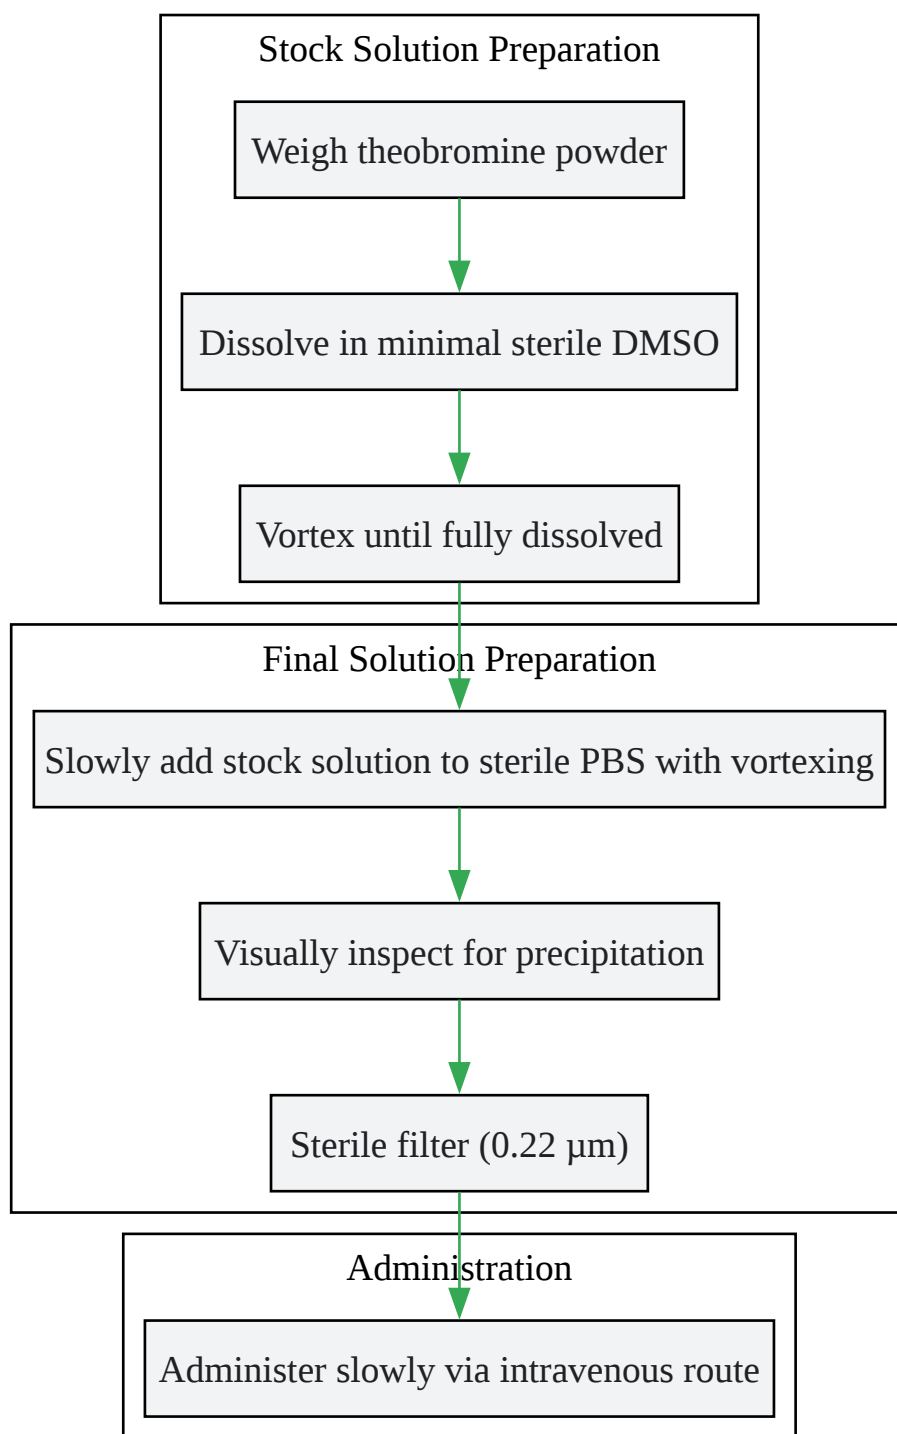 Stock Solution Preparation
Weigh theobromine powder
Dissolve in minimal sterile DMSO
Vortex until fully dissolved
Final Solution Preparation
Slowly add stock solution to sterile PBS with vortexing
Visually inspect for precipitation
Sterile filter (0.22 µm)
Administration
Administer slowly via intravenous route